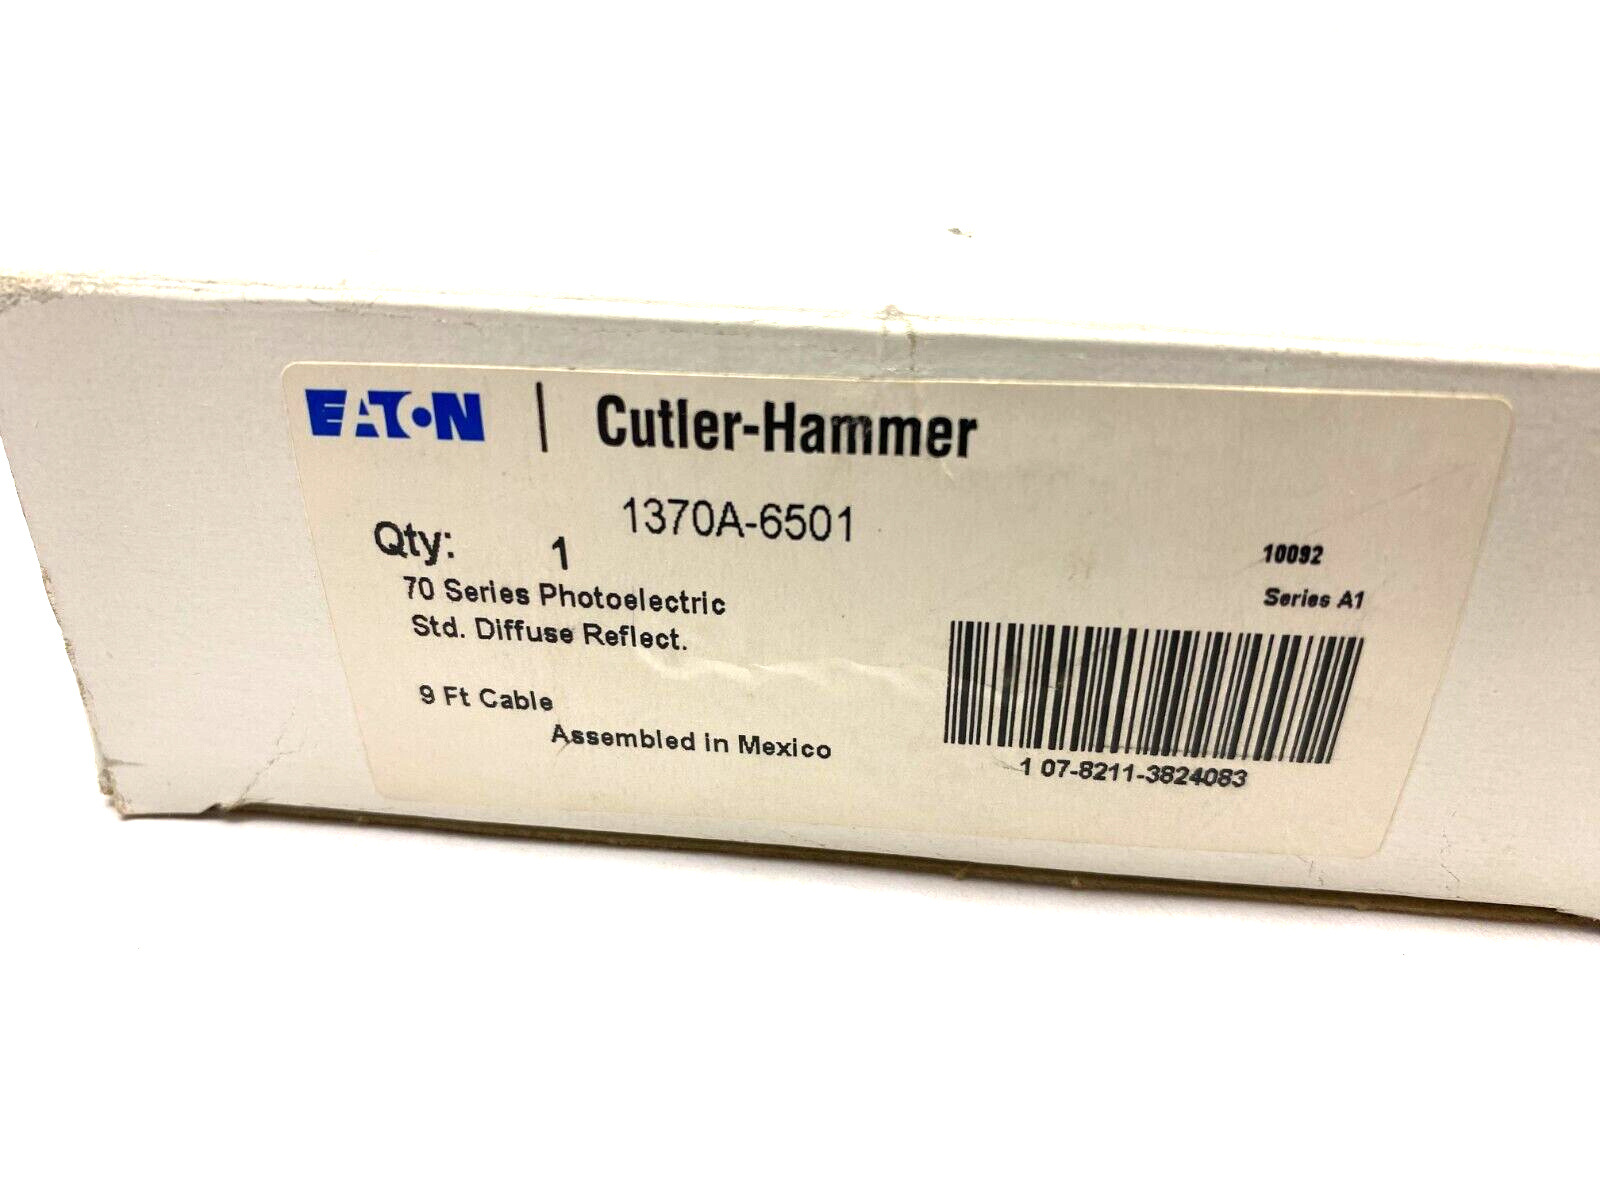 EATON | Cutler-Hammer
1370A-6501
Qty: 1
10092
70 Series Photoelectric
Series A1
Std. Diffuse Reflect.
9 Ft Cable
Assembled in Mexico
1 07-8211-3824083